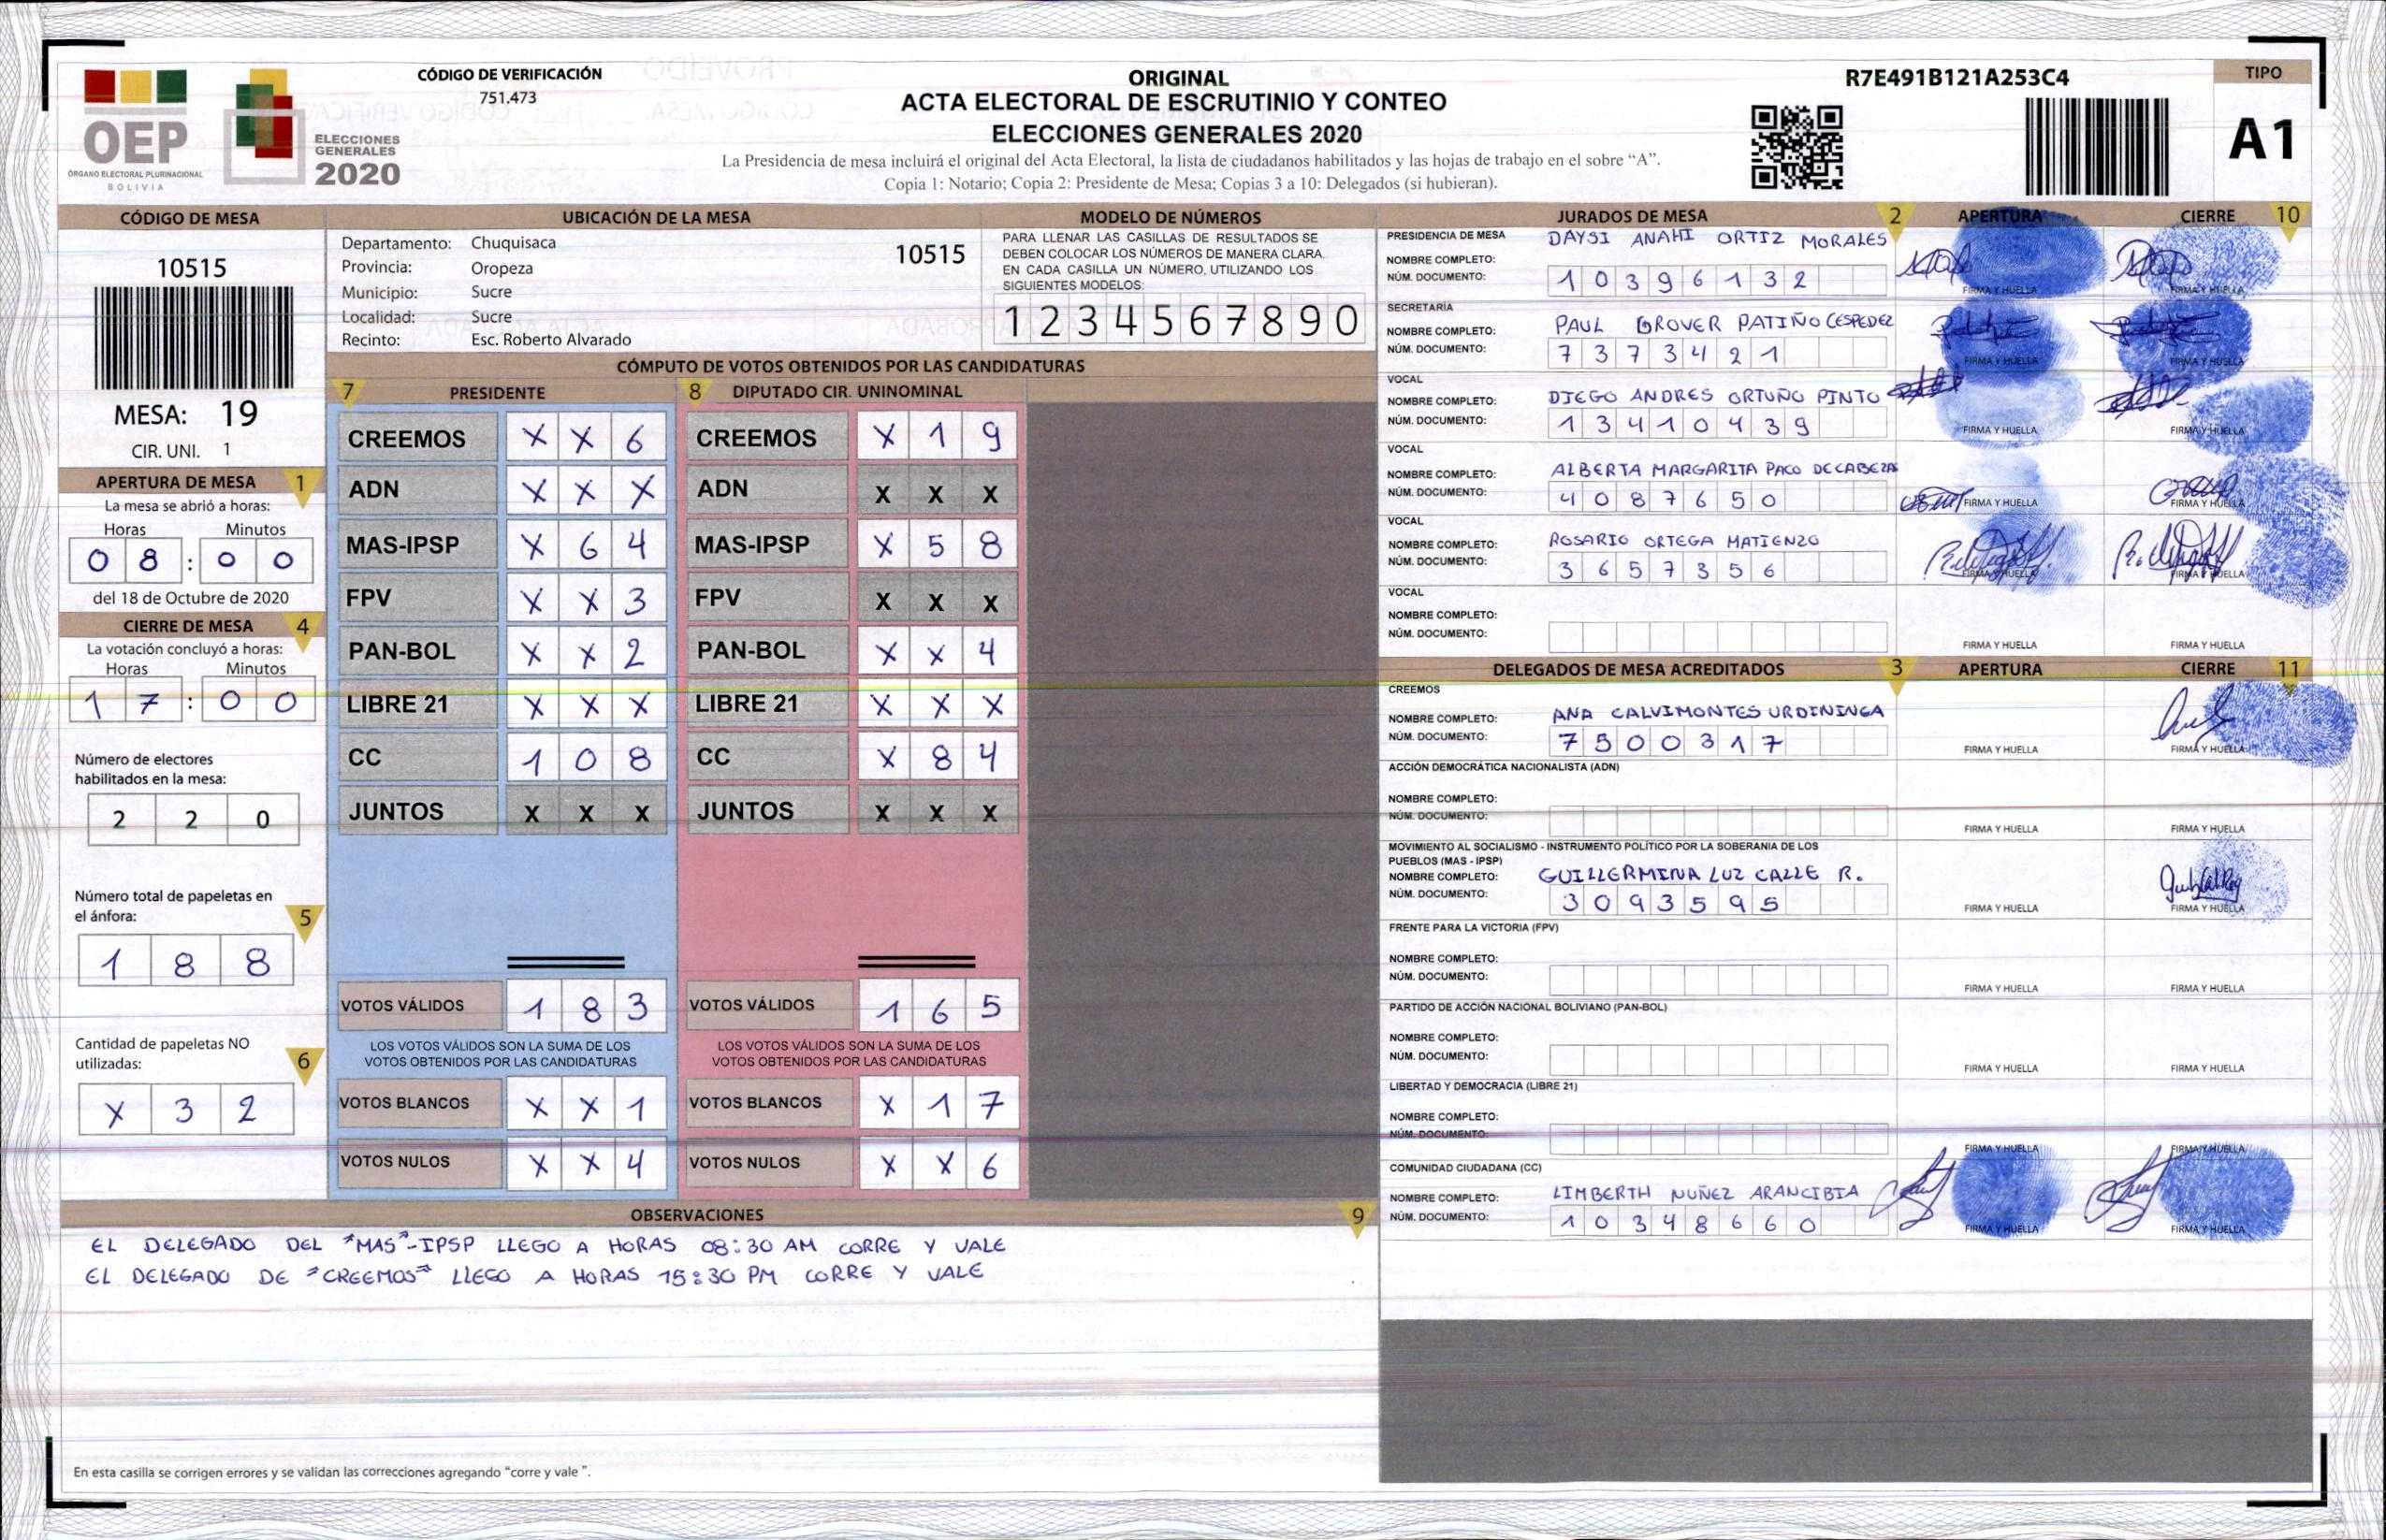 CÓDIGO DE VERIFICACIÓN
751.473
OEP
ÓRGANO ELECTORAL PLURINACIONAL
BOLIVIA
ELECCIONES
GENERALES
2020
ORIGINAL
ACTA ELECTORAL DE ESCRUTINIO Y CONTEO
ELECCIONES GENERALES 2020
La Presidencia de mesa incluirá el original del Acta Electoral, la lista de ciudadanos habilitados y las hojas de trabajo en el sobre “A”.
Copia 1: Notario; Copia 2: Presidente de Mesa; Copias 3 a 10: Delegados (si hubieran).
R7E491B121A253C4
TIPO
A1
CÓDIGO DE MESA
10515
MESA: 19
CIR. UNI. 1
APERTURA DE MESA 1
La mesa se abrió a horas:
Horas Minutos
0 8 : 0 0
del 18 de Octubre de 2020
CIERRE DE MESA 4
La votación concluyó a horas:
Horas Minutos
1 7 : 0 0
Número de electores
habilitados en la mesa:
2 2 0
Número total de papeletas en
el ánfora: 5
1 8 8
Cantidad de papeletas NO
utilizadas: 6
X 3 2
UBICACIÓN DE LA MESA
Departamento: Chuquisaca 10515
Provincia: Oropeza
Municipio: Sucre
Localidad: Sucre
Recinto: Esc. Roberto Alvarado
MODELO DE NÚMEROS
PARA LLENAR LAS CASILLAS DE RESULTADOS SE
DEBEN COLOCAR LOS NÚMEROS DE MANERA CLARA.
EN CADA CASILLA UN NÚMERO, UTILIZANDO LOS
SIGUIENTES MODELOS:
1 2 3 4 5 6 7 8 9 0
CÓMPUTO DE VOTOS OBTENIDOS POR LAS CANDIDATURAS
7 PRESIDENTE
CREEMOS X X 6
ADN X X X
MAS-IPSP X 6 4
FPV X X 3
PAN-BOL X X 2
LIBRE 21 X X X
CC 1 0 8
JUNTOS X X X
VOTOS VÁLIDOS 1 8 3
LOS VOTOS VÁLIDOS SON LA SUMA DE LOS
VOTOS OBTENIDOS POR LAS CANDIDATURAS
VOTOS BLANCOS X X 1
VOTOS NULOS X X 4
8 DIPUTADO CIR. UNINOMINAL
CREEMOS X 1 9
ADN X X X
MAS-IPSP X 5 8
FPV X X X
PAN-BOL X X 4
LIBRE 21 X X X
CC X 8 4
JUNTOS X X X
VOTOS VÁLIDOS 1 6 5
LOS VOTOS VÁLIDOS SON LA SUMA DE LOS
VOTOS OBTENIDOS POR LAS CANDIDATURAS
VOTOS BLANCOS X 1 7
VOTOS NULOS X X 6
OBSERVACIONES 9
EL DELEGADO DEL "MAS"-IPSP LLEGO A HORAS 08:30 AM CORRE Y VALE
EL DELEGADO DE "CREEMOS" LLEGO A HORAS 15:30 PM CORRE Y VALE
En esta casilla se corrigen errores y se validan las correcciones agregando “corre y vale ”.
JURADOS DE MESA 2 APERTURA CIERRE 10
PRESIDENCIA DE MESA
NOMBRE COMPLETO: DAYSI ANAHI ORTIZ MORALES
NÚM. DOCUMENTO: 1 0 3 9 6 1 3 2
FIRMA Y HUELLA FIRMA Y HUELLA
SECRETARÍA
NOMBRE COMPLETO: PAUL GROVER PATIÑO CESPEDEZ
NÚM. DOCUMENTO: 7 3 7 3 4 2 1
FIRMA Y HUELLA FIRMA Y HUELLA
VOCAL
NOMBRE COMPLETO: DIEGO ANDRES ORTUÑO PINTO
NÚM. DOCUMENTO: 1 3 4 1 0 4 3 9
FIRMA Y HUELLA FIRMA Y HUELLA
VOCAL
NOMBRE COMPLETO: ALBERTA MARGARITA PACO DE CABEZAS
NÚM. DOCUMENTO: 4 0 8 7 6 5 0
FIRMA Y HUELLA FIRMA Y HUELLA
VOCAL
NOMBRE COMPLETO: ROSARIO ORTEGA MATIENZO
NÚM. DOCUMENTO: 3 6 5 7 3 5 6
FIRMA Y HUELLA FIRMA Y HUELLA
VOCAL
NOMBRE COMPLETO:
NÚM. DOCUMENTO:
FIRMA Y HUELLA FIRMA Y HUELLA
DELEGADOS DE MESA ACREDITADOS 3 APERTURA CIERRE 11
CREEMOS
NOMBRE COMPLETO: ANA CALVIMONTES URDININGA
NÚM. DOCUMENTO: 7 5 0 0 3 1 7
FIRMA Y HUELLA FIRMA Y HUELLA
ACCIÓN DEMOCRÁTICA NACIONALISTA (ADN)
NOMBRE COMPLETO:
NÚM. DOCUMENTO:
FIRMA Y HUELLA FIRMA Y HUELLA
MOVIMIENTO AL SOCIALISMO - INSTRUMENTO POLÍTICO POR LA SOBERANIA DE LOS
PUEBLOS (MAS - IPSP)
NOMBRE COMPLETO: GUILLERMINA LUZ CALLE R.
NÚM. DOCUMENTO: 3 0 9 3 5 9 5
FIRMA Y HUELLA FIRMA Y HUELLA
FRENTE PARA LA VICTORIA (FPV)
NOMBRE COMPLETO:
NÚM. DOCUMENTO:
FIRMA Y HUELLA FIRMA Y HUELLA
PARTIDO DE ACCIÓN NACIONAL BOLIVIANO (PAN-BOL)
NOMBRE COMPLETO:
NÚM. DOCUMENTO:
FIRMA Y HUELLA FIRMA Y HUELLA
LIBERTAD Y DEMOCRACIA (LIBRE 21)
NOMBRE COMPLETO:
NÚM. DOCUMENTO:
FIRMA Y HUELLA FIRMA Y HUELLA
COMUNIDAD CIUDADANA (CC)
NOMBRE COMPLETO: LIMBERTH NUÑEZ ARANCIBIA
NÚM. DOCUMENTO: 1 0 3 4 8 6 6 0
FIRMA Y HUELLA FIRMA Y HUELLA